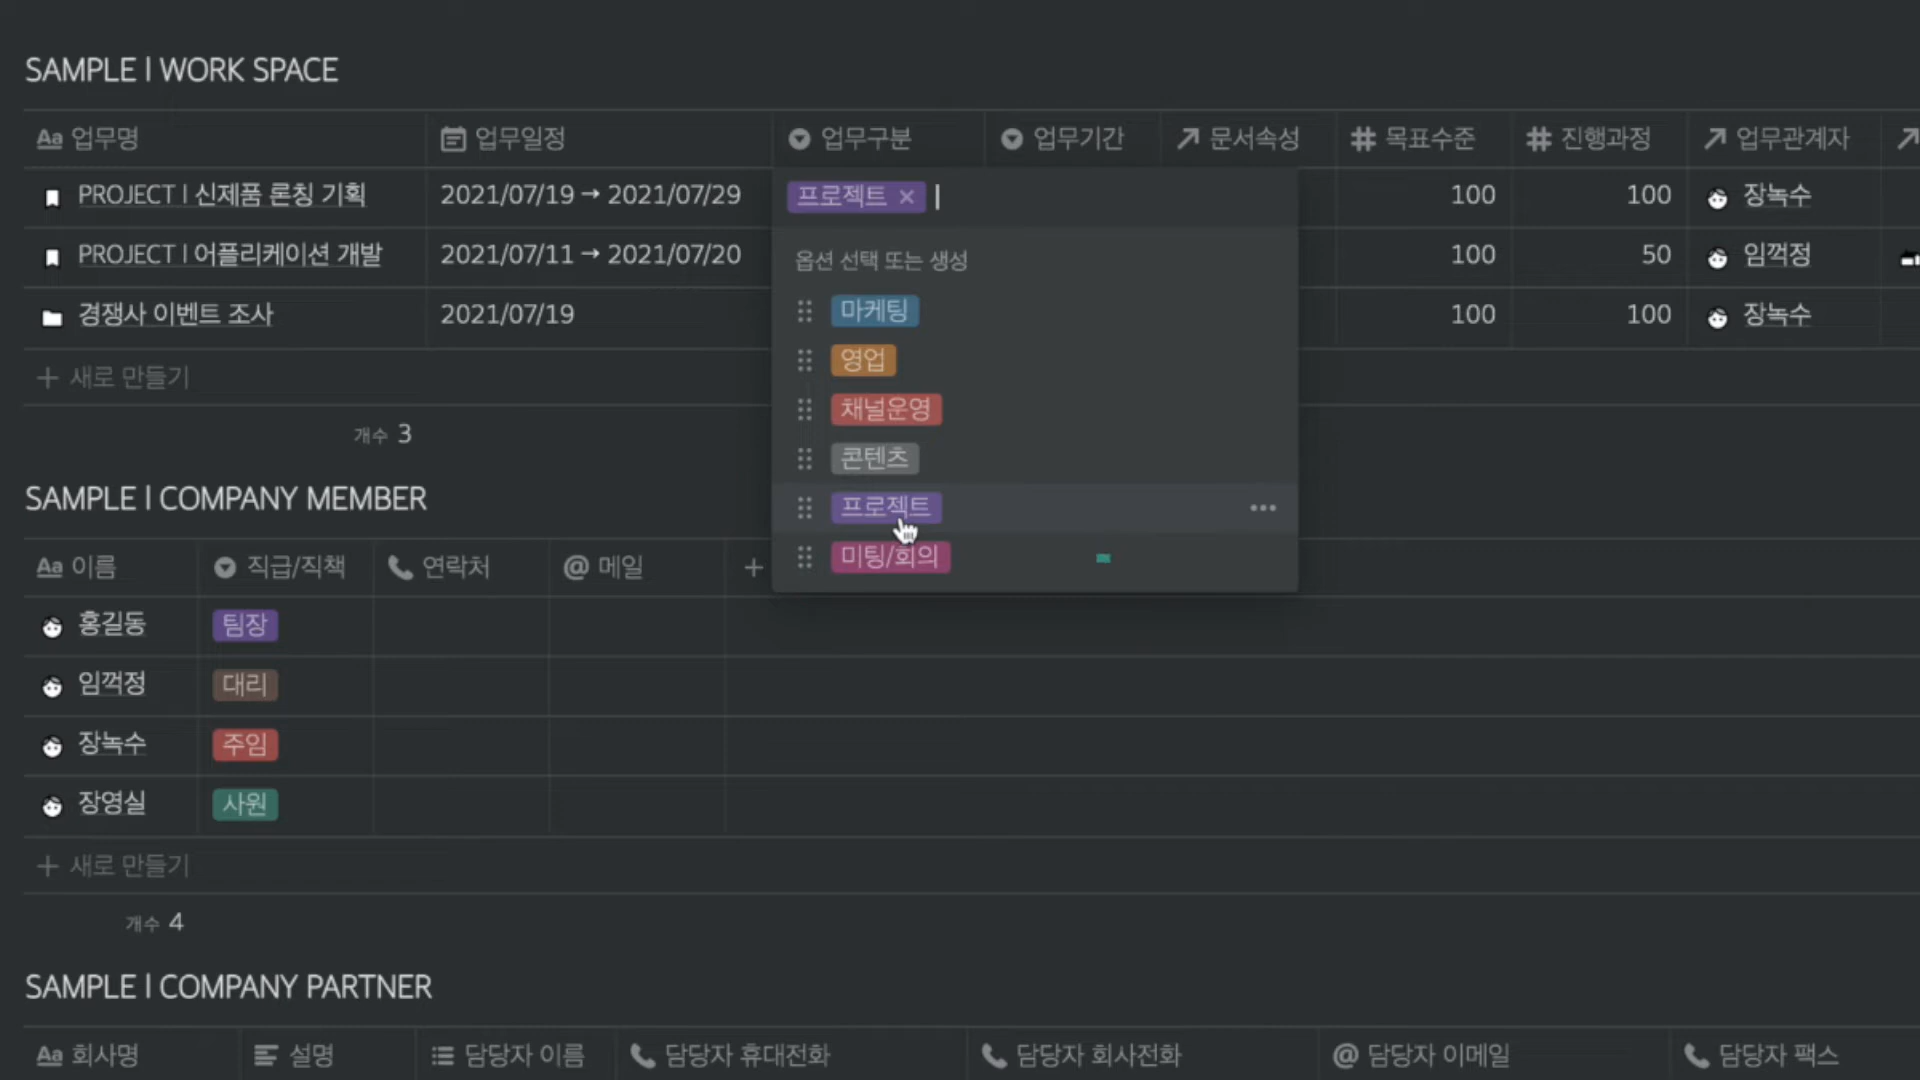 SAMPLE | WORK SPACE
Aa 업무명 업무일정 업무구분 업무기간 문서속성 # 목표수준 # 진행과정 업무관계자
PROJECT | 신제품 론칭 기획 2021/07/19 → 2021/07/29 프로젝트 × 100 100 장녹수
PROJECT | 어플리케이션 개발 2021/07/11 → 2021/07/20 100 50 임꺽정
경쟁사 이벤트 조사 2021/07/19 100 100 장녹수
+ 새로 만들기
개수 3
옵션 선택 또는 생성
마케팅
영업
채널운영
콘텐츠
프로젝트 •••
미팅/회의
SAMPLE | COMPANY MEMBER
Aa 이름 직급/직책 연락처 @ 메일 +
홍길동 팀장
임꺽정 대리
장녹수 주임
장영실 사원
+ 새로 만들기
개수 4
SAMPLE | COMPANY PARTNER
Aa 회사명 설명 담당자 이름 담당자 휴대전화 담당자 회사전화 @ 담당자 이메일 담당자 팩스